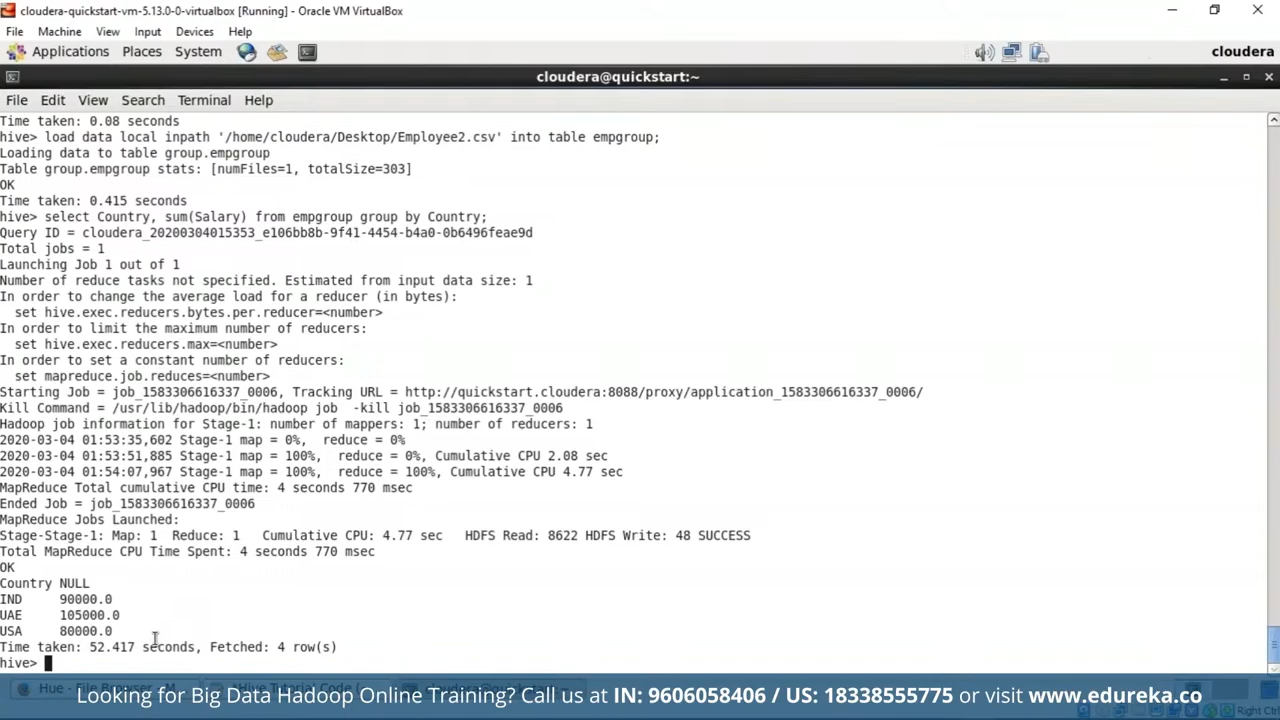 cloudera-quickstart-vm-5.13.0-0-virtualbox [Running] - Oracle VM VirtualBox
File Machine View Input Devices Help
Applications Places System cloudera
cloudera@quickstart:~
File Edit View Search Terminal Help
Time taken: 0.08 seconds
hive> load data local inpath '/home/cloudera/Desktop/Employee2.csv' into table empgroup;
Loading data to table group.empgroup
Table group.empgroup stats: [numFiles=1, totalSize=303]
OK
Time taken: 0.415 seconds
hive> select Country, sum(Salary) from empgroup group by Country;
Query ID = cloudera_20200304015353_e106bb8b-9f41-4454-b4a0-0b6496feae9d
Total jobs = 1
Launching Job 1 out of 1
Number of reduce tasks not specified. Estimated from input data size: 1
In order to change the average load for a reducer (in bytes):
  set hive.exec.reducers.bytes.per.reducer=<number>
In order to limit the maximum number of reducers:
  set hive.exec.reducers.max=<number>
In order to set a constant number of reducers:
  set mapreduce.job.reduces=<number>
Starting Job = job_1583306616337_0006, Tracking URL = http://quickstart.cloudera:8088/proxy/application_1583306616337_0006/
Kill Command = /usr/lib/hadoop/bin/hadoop job  -kill job_1583306616337_0006
Hadoop job information for Stage-1: number of mappers: 1; number of reducers: 1
2020-03-04 01:53:35,602 Stage-1 map = 0%,  reduce = 0%
2020-03-04 01:53:51,885 Stage-1 map = 100%,  reduce = 0%, Cumulative CPU 2.08 sec
2020-03-04 01:54:07,967 Stage-1 map = 100%,  reduce = 100%, Cumulative CPU 4.77 sec
MapReduce Total cumulative CPU time: 4 seconds 770 msec
Ended Job = job_1583306616337_0006
MapReduce Jobs Launched:
Stage-Stage-1: Map: 1  Reduce: 1   Cumulative CPU: 4.77 sec   HDFS Read: 8622 HDFS Write: 48 SUCCESS
Total MapReduce CPU Time Spent: 4 seconds 770 msec
OK
Country NULL
IND     90000.0
UAE     105000.0
USA     80000.0
Time taken: 52.417 seconds, Fetched: 4 row(s)
hive>
Looking for Big Data Hadoop Online Training? Call us at IN: 9606058406 / US: 18338555775 or visit www.edureka.co